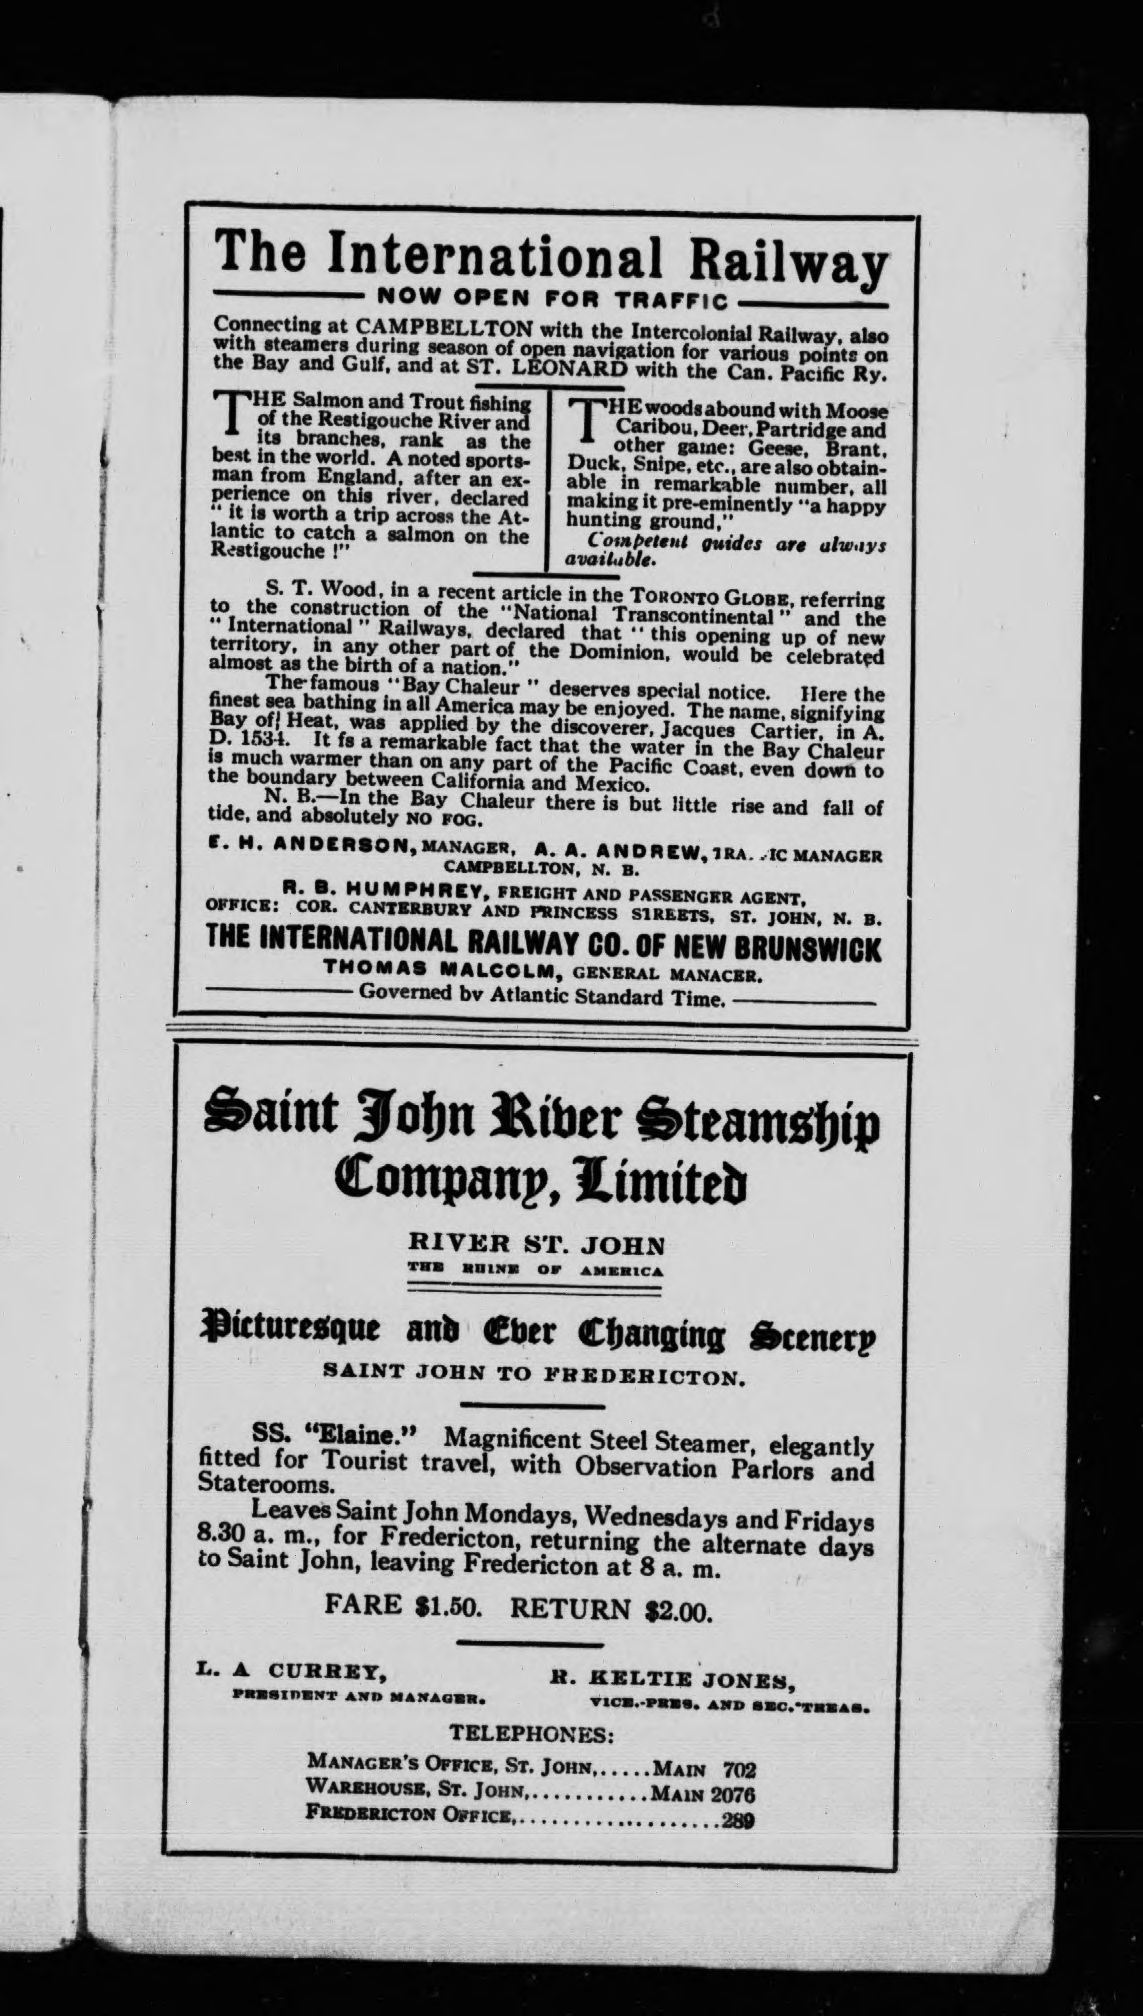 The International Railway
NOW OPEN FOR TRAFFIC
Connecting at CAMPBELLTON with the Intercolonial Railway, also
with steamers during season of open navigation for various points on
the Bay and Gulf, and at ST. LEONARD with the Can. Pacific Ry.
THE Salmon and Trout fishing
of the Restigouche River and
its branches, rank as the
best in the world. A noted sports-
man from England, after an ex-
perience on this river, declared
" it is worth a trip across the At-
lantic to catch a salmon on the
Restigouche !"
THE woods abound with Moose
Caribou, Deer, Partridge and
other game: Geese, Brant,
Duck, Snipe, etc., are also obtain-
able in remarkable number, all
making it pre-eminently "a happy
hunting ground,"
Competent guides are always
available.
S. T. Wood, in a recent article in the TORONTO GLOBE, referring
to the construction of the "National Transcontinental" and the
" International " Railways, declared that " this opening up of new
territory, in any other part of the Dominion, would be celebrated
almost as the birth of a nation."
The famous "Bay Chaleur " deserves special notice. Here the
finest sea bathing in all America may be enjoyed. The name, signifying
Bay of Heat, was applied by the discoverer, Jacques Cartier, in A.
D. 1534. It fs a remarkable fact that the water in the Bay Chaleur
is much warmer than on any part of the Pacific Coast, even down to
the boundary between California and Mexico.
N. B.—In the Bay Chaleur there is but little rise and fall of
tide, and absolutely NO FOG.
E. H. ANDERSON, MANAGER, A. A. ANDREW, MANAGER
CAMPBELLTON, N. B.
R. B. HUMPHREY, FREIGHT AND PASSENGER AGENT,
OFFICE: COR. CANTERBURY AND PRINCESS STREETS, ST. JOHN, N. B.
THE INTERNATIONAL RAILWAY CO. OF NEW BRUNSWICK
THOMAS MALCOLM, GENERAL MANACER.
Governed by Atlantic Standard Time.
Saint John River Steamship
Company, Limited
RIVER ST. JOHN
THE RHINE OF AMERICA
Picturesque and Ever Changing Scenery
SAINT JOHN TO FREDERICTON.
SS. "Elaine." Magnificent Steel Steamer, elegantly
fitted for Tourist travel, with Observation Parlors and
Staterooms.
Leaves Saint John Mondays, Wednesdays and Fridays
8.30 a. m., for Fredericton, returning the alternate days
to Saint John, leaving Fredericton at 8 a. m.
FARE $1.50. RETURN $2.00.
L. A CURREY,
PRESIDENT AND MANAGER.
R. KELTIE JONES,
VICE.-PRES. AND SEC.-TREAS.
TELEPHONES:
MANAGER'S OFFICE, ST. JOHN,.....MAIN 702
WAREHOUSE, ST. JOHN,...........MAIN 2076
FREDERICTON OFFICE,....................289